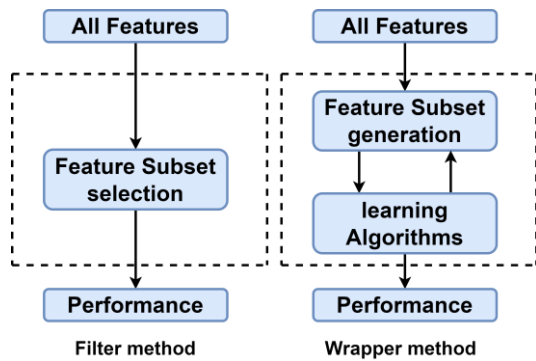 All Features
Feature Subset
selection
Performance
Filter method
All Features
Feature Subset
generation
learning
Algorithms
Performance
Wrapper method